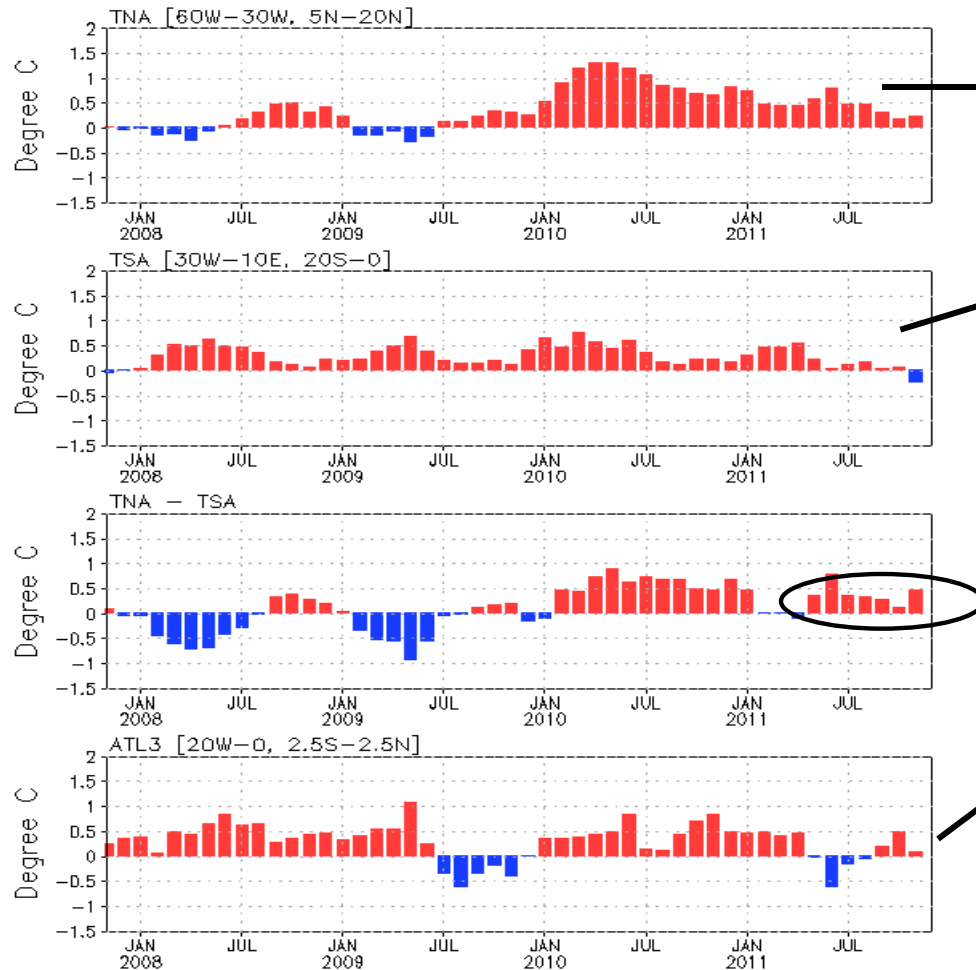 TNA [60W-30W, 5N-20N]
Degree C
2
1.5
1
0.5
0
-0.5
-1
-1.5
JAN JUL JAN JUL JAN JUL JAN JUL
2008 2009 2010 2011
TSA [30W-10E, 20S-0]
Degree C
2
1.5
1
0.5
0
-0.5
-1
-1.5
JAN JUL JAN JUL JAN JUL JAN JUL
2008 2009 2010 2011
TNA - TSA
Degree C
2
1.5
1
0.5
0
-0.5
-1
-1.5
JAN JUL JAN JUL JAN JUL JAN JUL
2008 2009 2010 2011
ATL3 [20W-0, 2.5S-2.5N]
Degree C
2
1.5
1
0.5
0
-0.5
-1
-1.5
JAN JUL JAN JUL JAN JUL JAN JUL
2008 2009 2010 2011